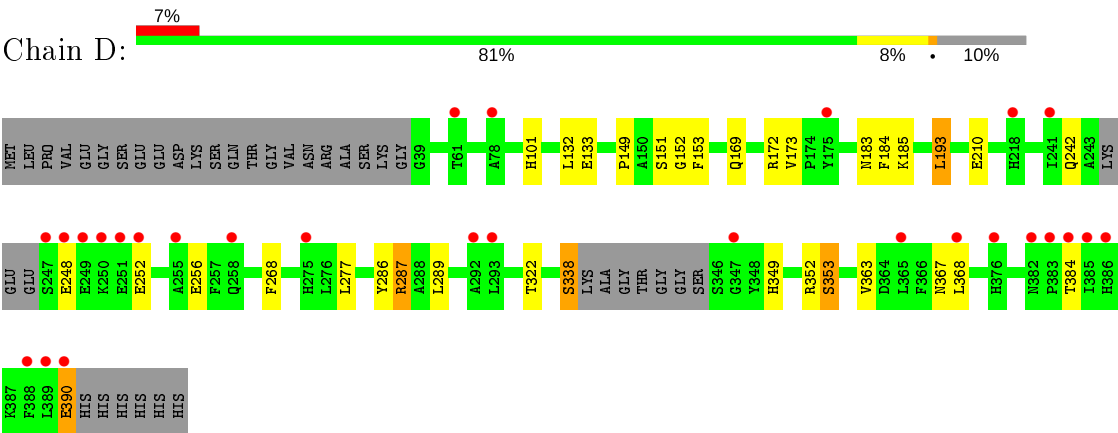 7%
Chain D:
81% 8% • 10%
MET LEU PRO VAL GLU GLY SER GLU GLU ASP LYS SER GLN THR GLY VAL ASN ARG ALA SER LYS GLY G39 T61 A78 H101 L132 E133 P149 A150 S151 G152 F153 Q169 R172 V173 P174 Y175 N183 F184 K185 L193 E210 H218 I241 Q242 A243 LYS
GLU GLU S247 E248 E249 K250 E251 E252 A255 E256 F257 Q258 F268 H275 L276 L277 Y286 R287 A288 L289 A292 L293 T322 S338 LYS ALA GLY THR GLY GLY SER S346 G347 Y348 H349 R352 S353 V363 D364 L365 F366 N367 L368 H376 N382 P383 T384 I385 H386
K387 F388 L389 E390 HIS HIS HIS HIS HIS HIS